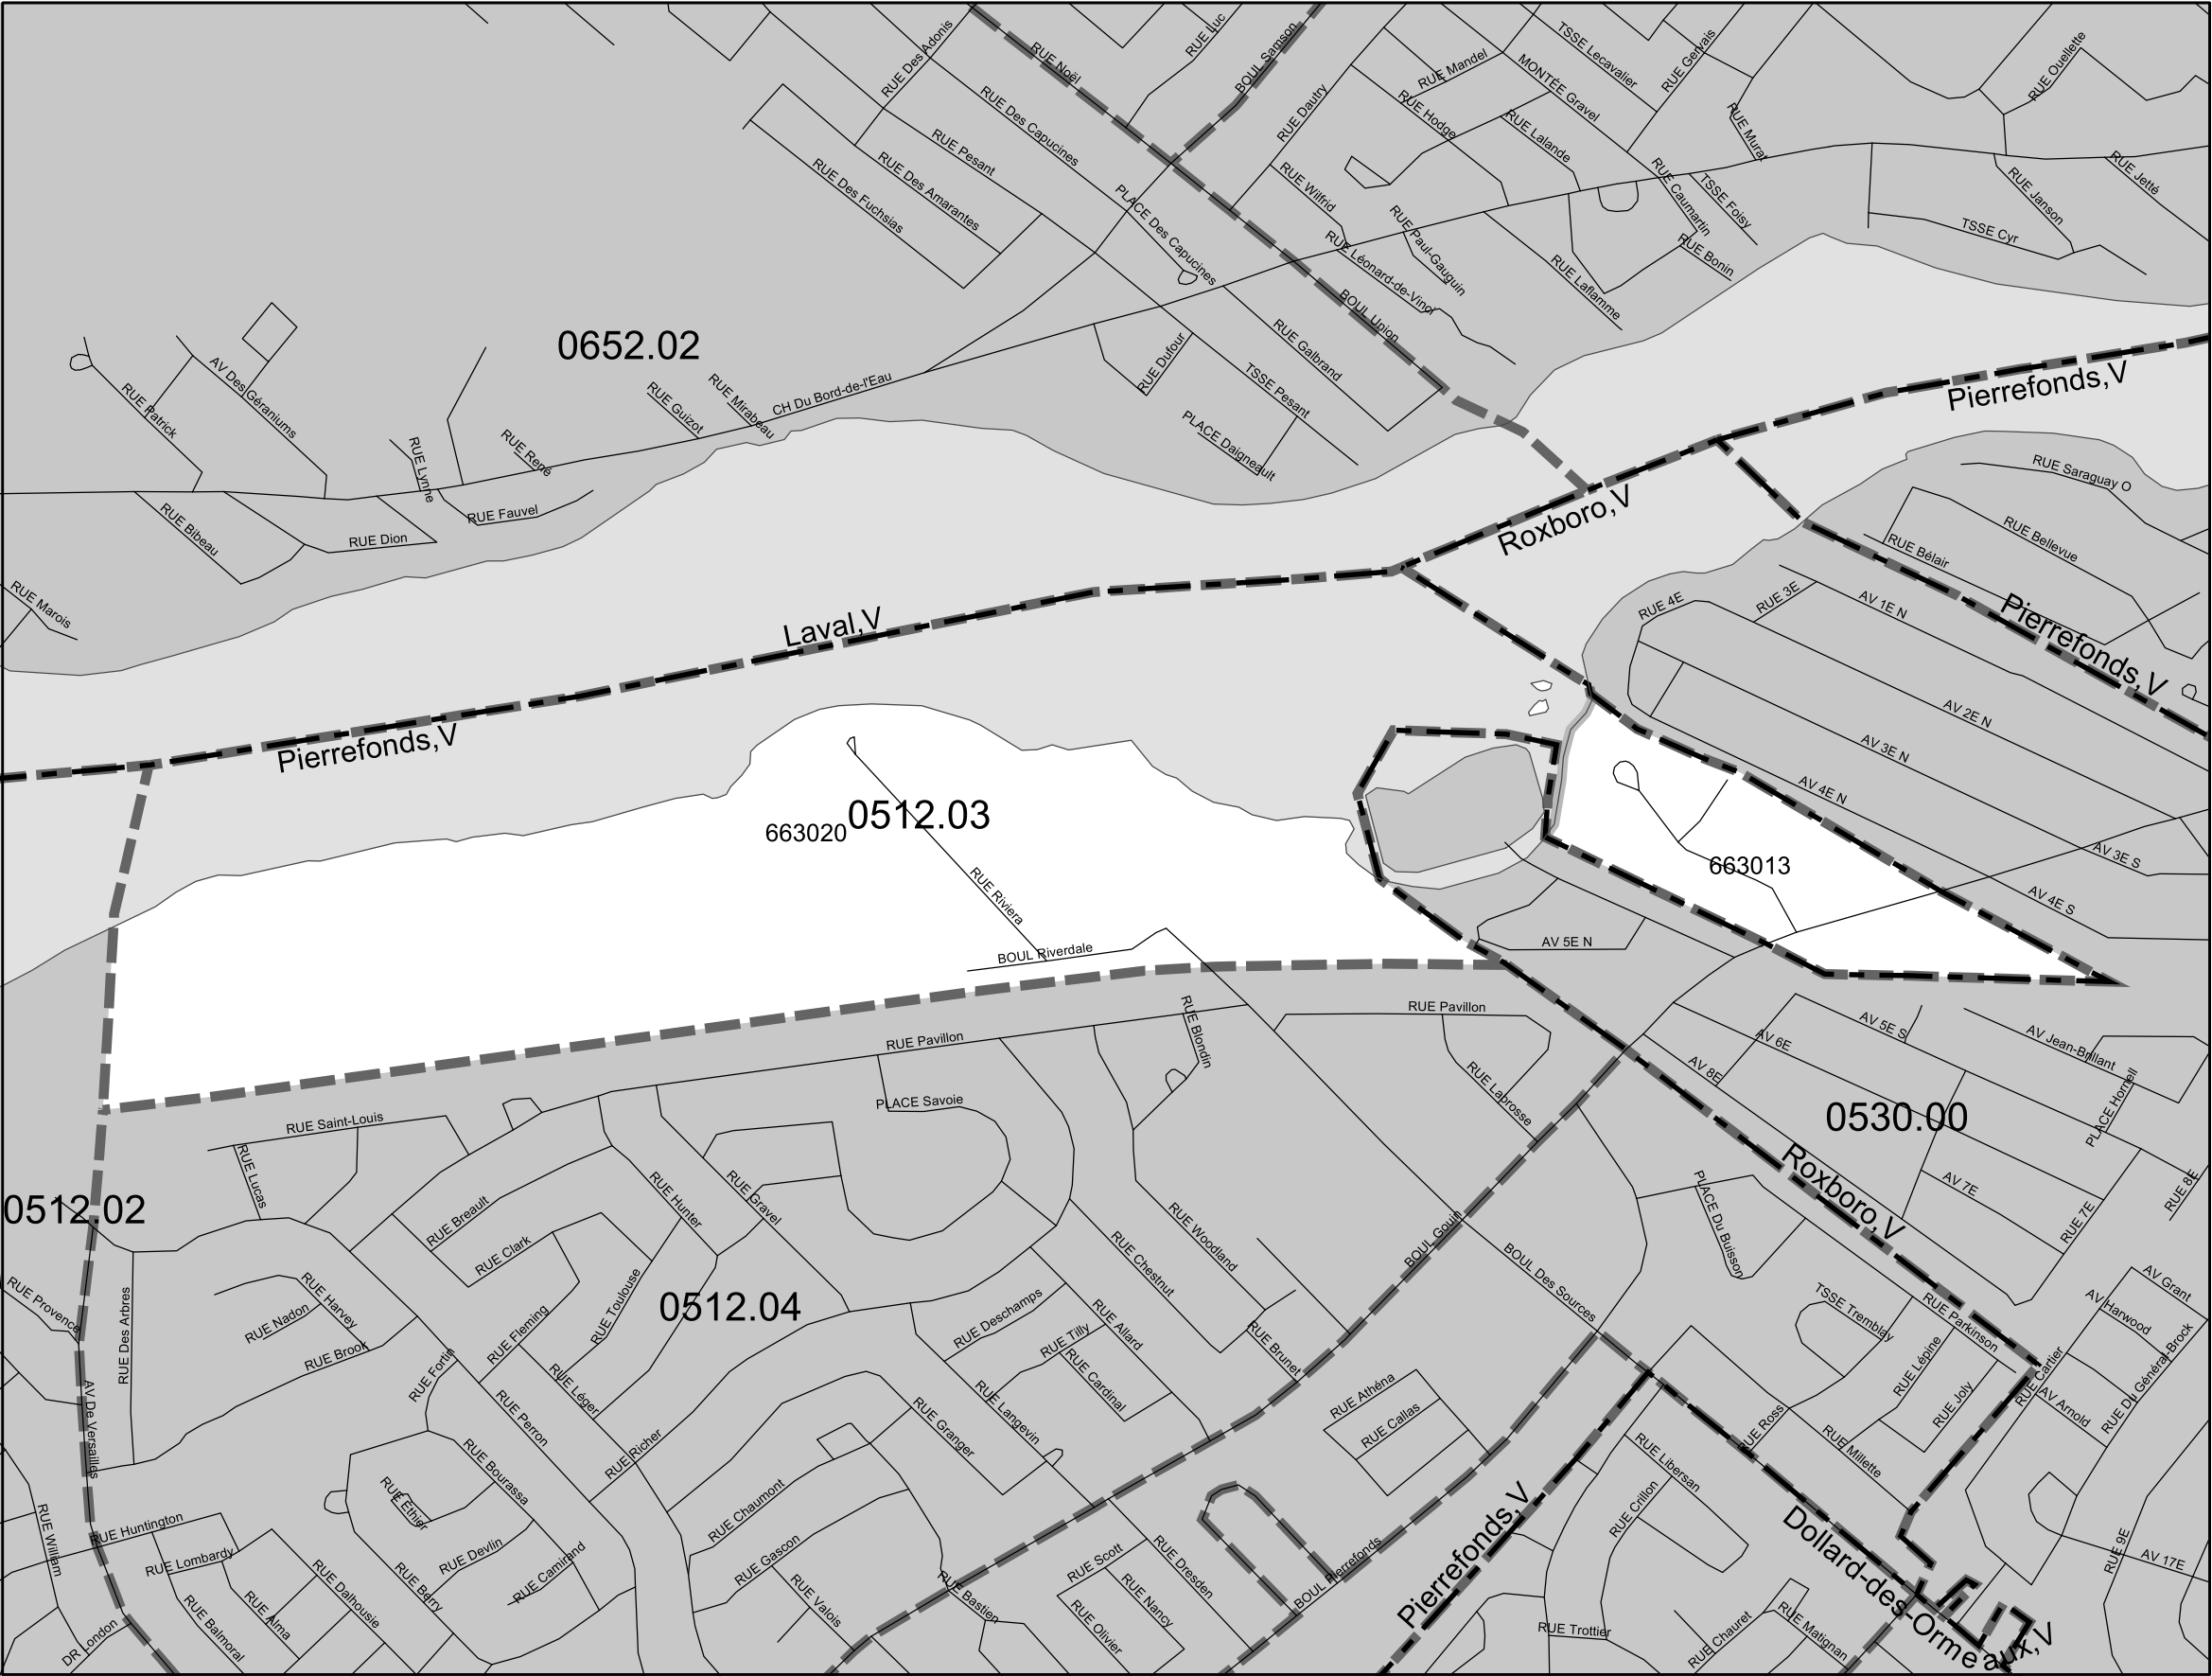 RUE Des Adonis
RUE Noël
RUE Luc
BOUL Samson
RUE Mandel
TSSE Lecavalier
MONTÉE Gravel
RUE Gervais
RUE Ouellette
RUE Des Capucines
RUE Dautry
RUE Hodge
RUE Lalande
RUE Murat
RUE Pesant
RUE Des Amarantes
RUE Des Fuchsias
PLACE Des Capucines
RUE Wilfrid
RUE Caumartin
TSSE Foisy
RUE Janson
RUE Jetté
TSSE Cyr
RUE Paul-Gauguin
RUE Léonard-de-Vinci
RUE Bonin
RUE Laflamme
BOUL Union
0652.02
RUE Galbrand
RUE Dufour
TSSE Pesant
PLACE Daigneault
CH Du Bord-de-l'Eau
RUE Mirabeau
RUE Guizot
AV Des Géraniums
RUE Patrick
RUE Lynne
RUE René
RUE Fauvel
RUE Dion
RUE Bibeau
RUE Marois
Pierrefonds,V
Roxboro,V
RUE Saraguay O
RUE Bellevue
RUE Bélair
Pierrefonds,V
RUE 4E
RUE 3E
AV 1E N
AV 2E N
AV 3E N
AV 4E N
AV 3E S
AV 4E S
Laval,V
Pierrefonds,V
0512.03
663020
663013
RUE Riviera
BOUL Riverdale
AV 5E N
RUE Pavillon
RUE Blondin
RUE Pavillon
AV 5E S
AV Jean-Brillant
AV 6E
AV 8E
PLACE Hornell
RUE Labrosse
0530.00
PLACE Savoie
RUE Saint-Louis
RUE Lucas
0512.02
RUE Hunter
RUE Gravel
RUE Breault
RUE Clark
RUE Woodland
RUE Chestnut
BOUL Gouin
BOUL Des Sources
PLACE Du Buisson
Roxboro,V
AV 7E
RUE 7E
RUE 8E
0512.04
RUE Provence
RUE Des Arbres
RUE Harvey
RUE Nadon
RUE Brook
RUE Toulouse
RUE Fleming
RUE Léger
RUE Fortin
RUE Deschamps
RUE Tilly
RUE Allard
RUE Cardinal
RUE Brunet
TSSE Tremblay
RUE Parkinson
RUE Lépine
RUE Joly
AV Grant
AV Harwood
RUE Cartier
AV Arnold
RUE Du Général-Brock
AV De Versailles
RUE Perron
RUE Richer
RUE Langevin
RUE Granger
RUE Athéna
RUE Callas
RUE Ross
RUE Millette
RUE Bourassa
RUE Ethier
RUE Chaumont
RUE Gascon
RUE Libersan
RUE Crillon
Pierrefonds,V
Dollard-des-Ormeaux,V
RUE William
RUE Huntington
RUE Lombardy
RUE Dalhousie
RUE Alma
RUE Balmoral
DR London
RUE Devlin
RUE Camirand
RUE Berry
RUE Valois
RUE Bastien
RUE Scott
RUE Nancy
RUE Olivier
RUE Dresden
BOUL Pierrefonds
RUE Trottier
RUE Chauret
RUE Matignan
RUE 9E
AV 17E